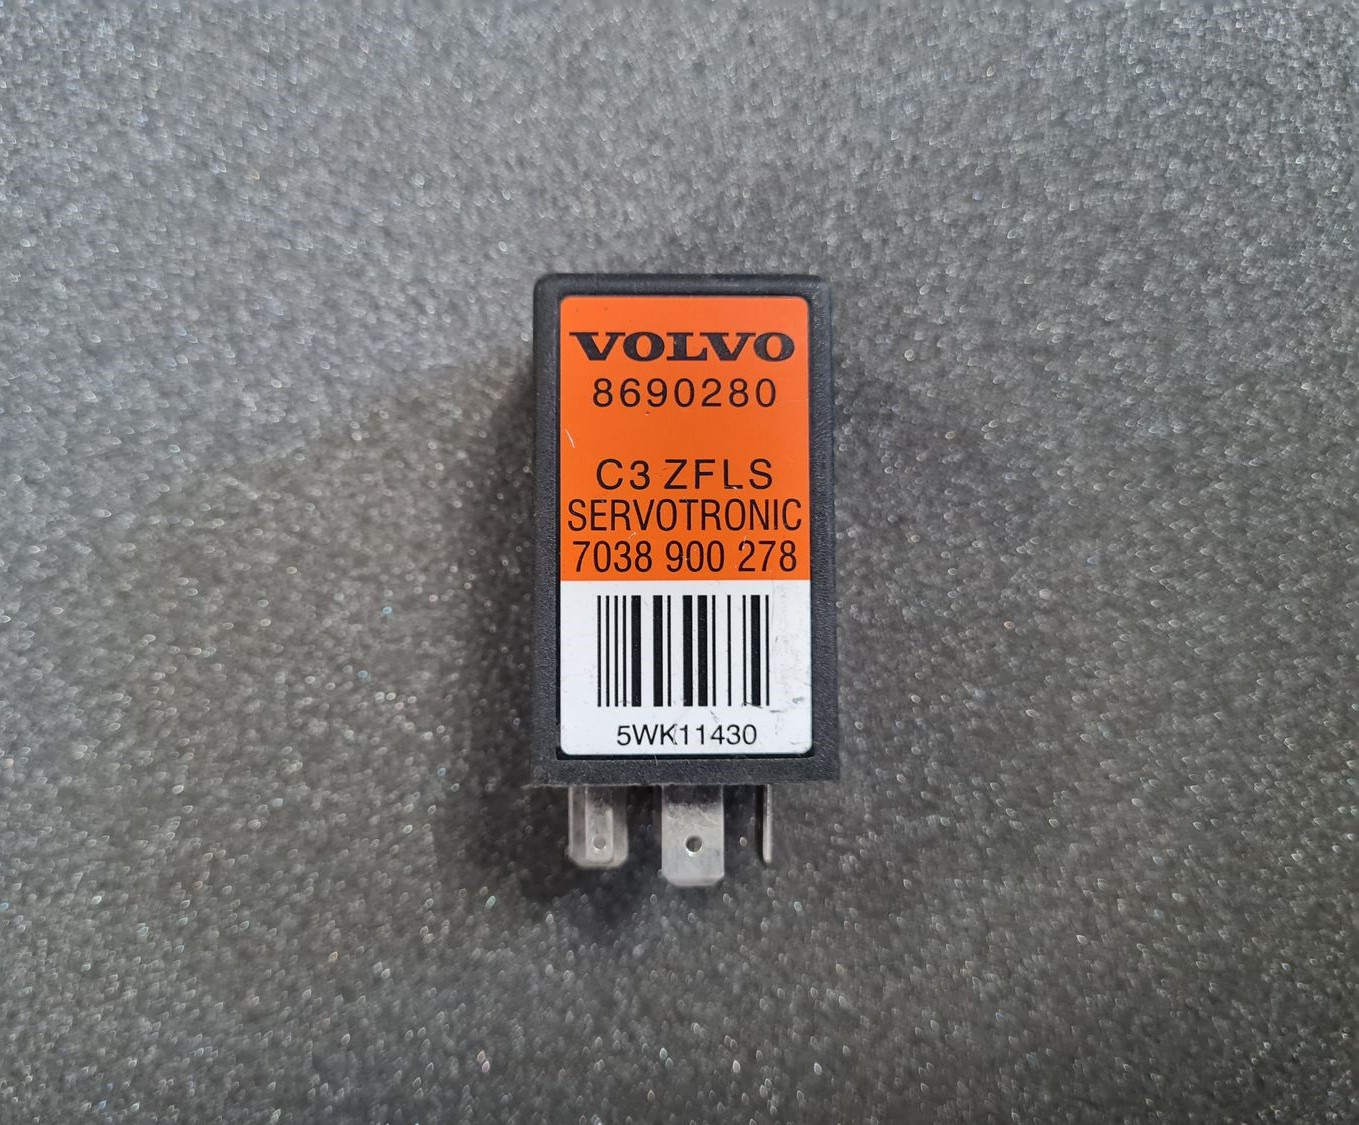 VOLVO
8690280
C3 ZFLS
SERVOTRONIC
7038 900 278
5WK11430